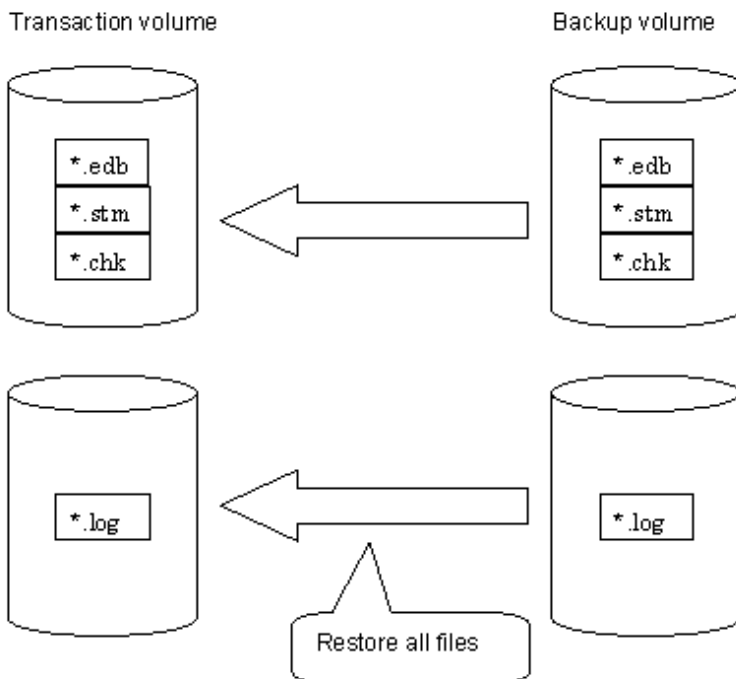 Transaction volume
Backup volume
*.edb
*.stm
*.chk
*.edb
*.stm
*.chk
*.log
*.log
Restore all files